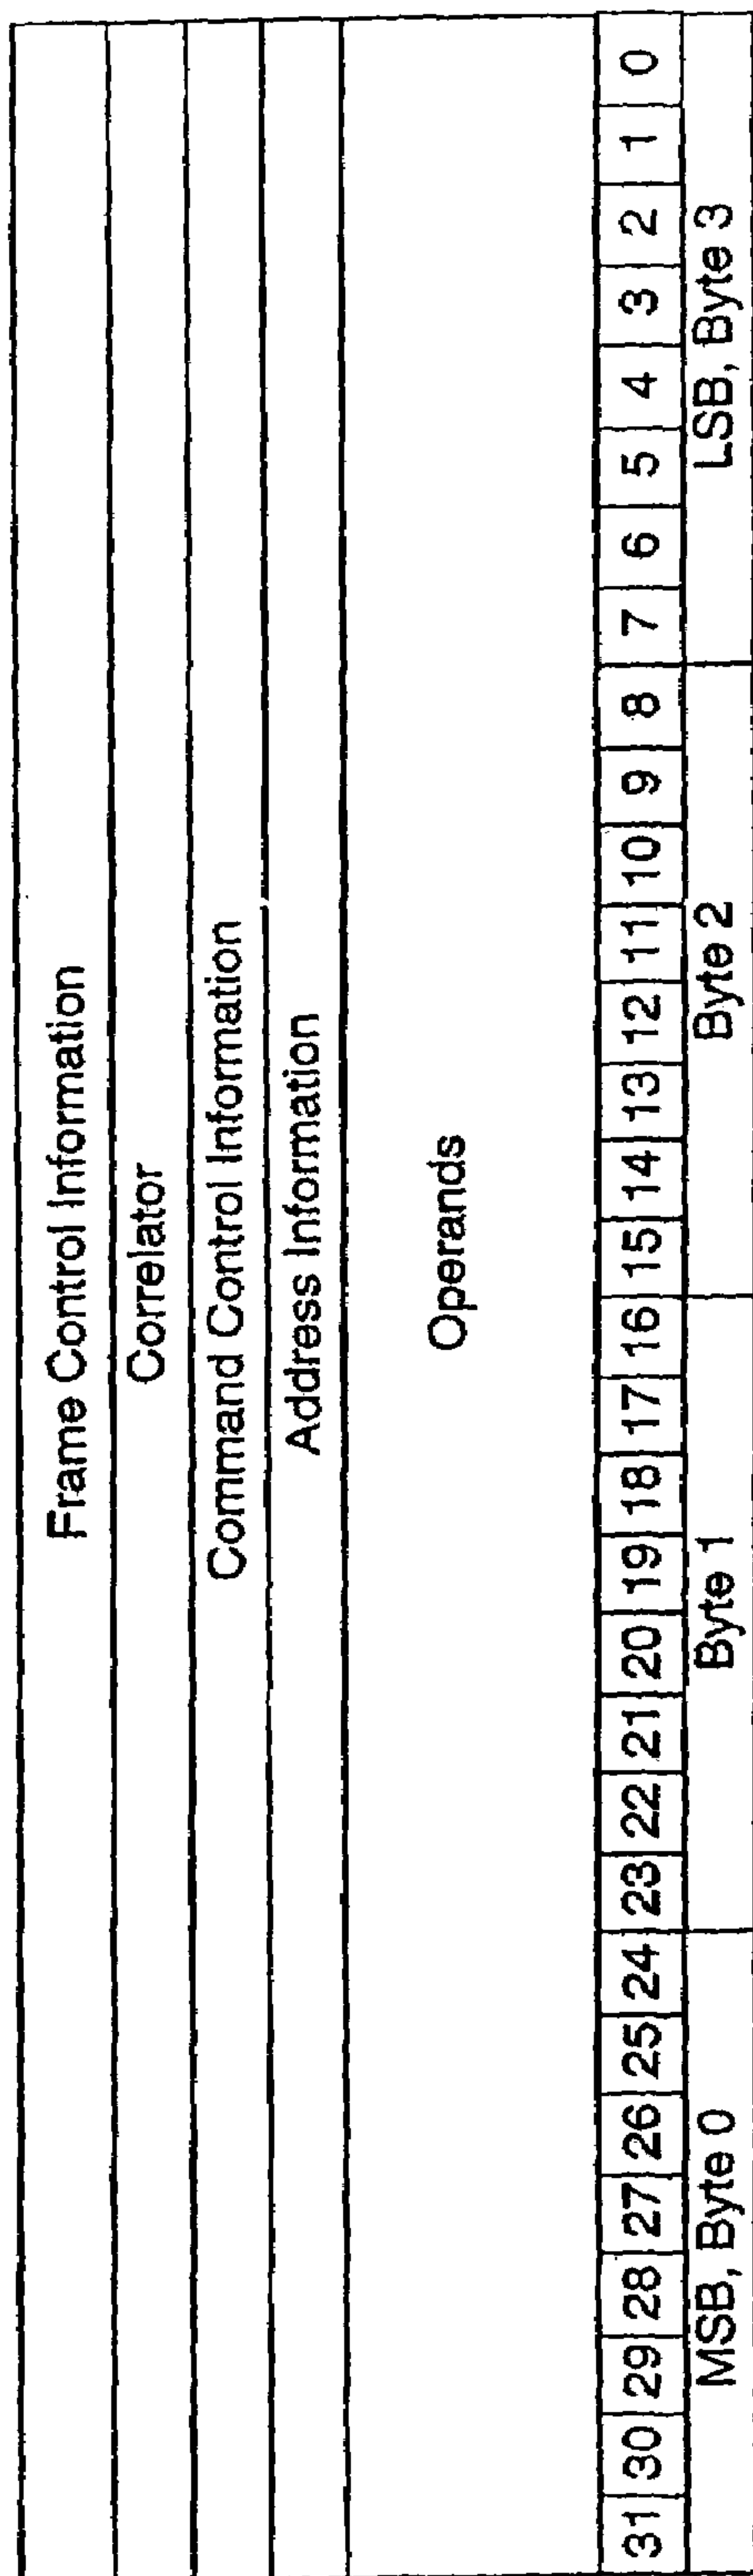 Frame Control Information
Correlator
Command Control Information
Address Information
Operands
31 30 29 28 27 26 25 24 23 22 21 20 19 18 17 16 15 14 13 12 11 10 9 8 7 6 5 4 3 2 1 0
MSB, Byte 0 Byte 1 Byte 2 LSB, Byte 3